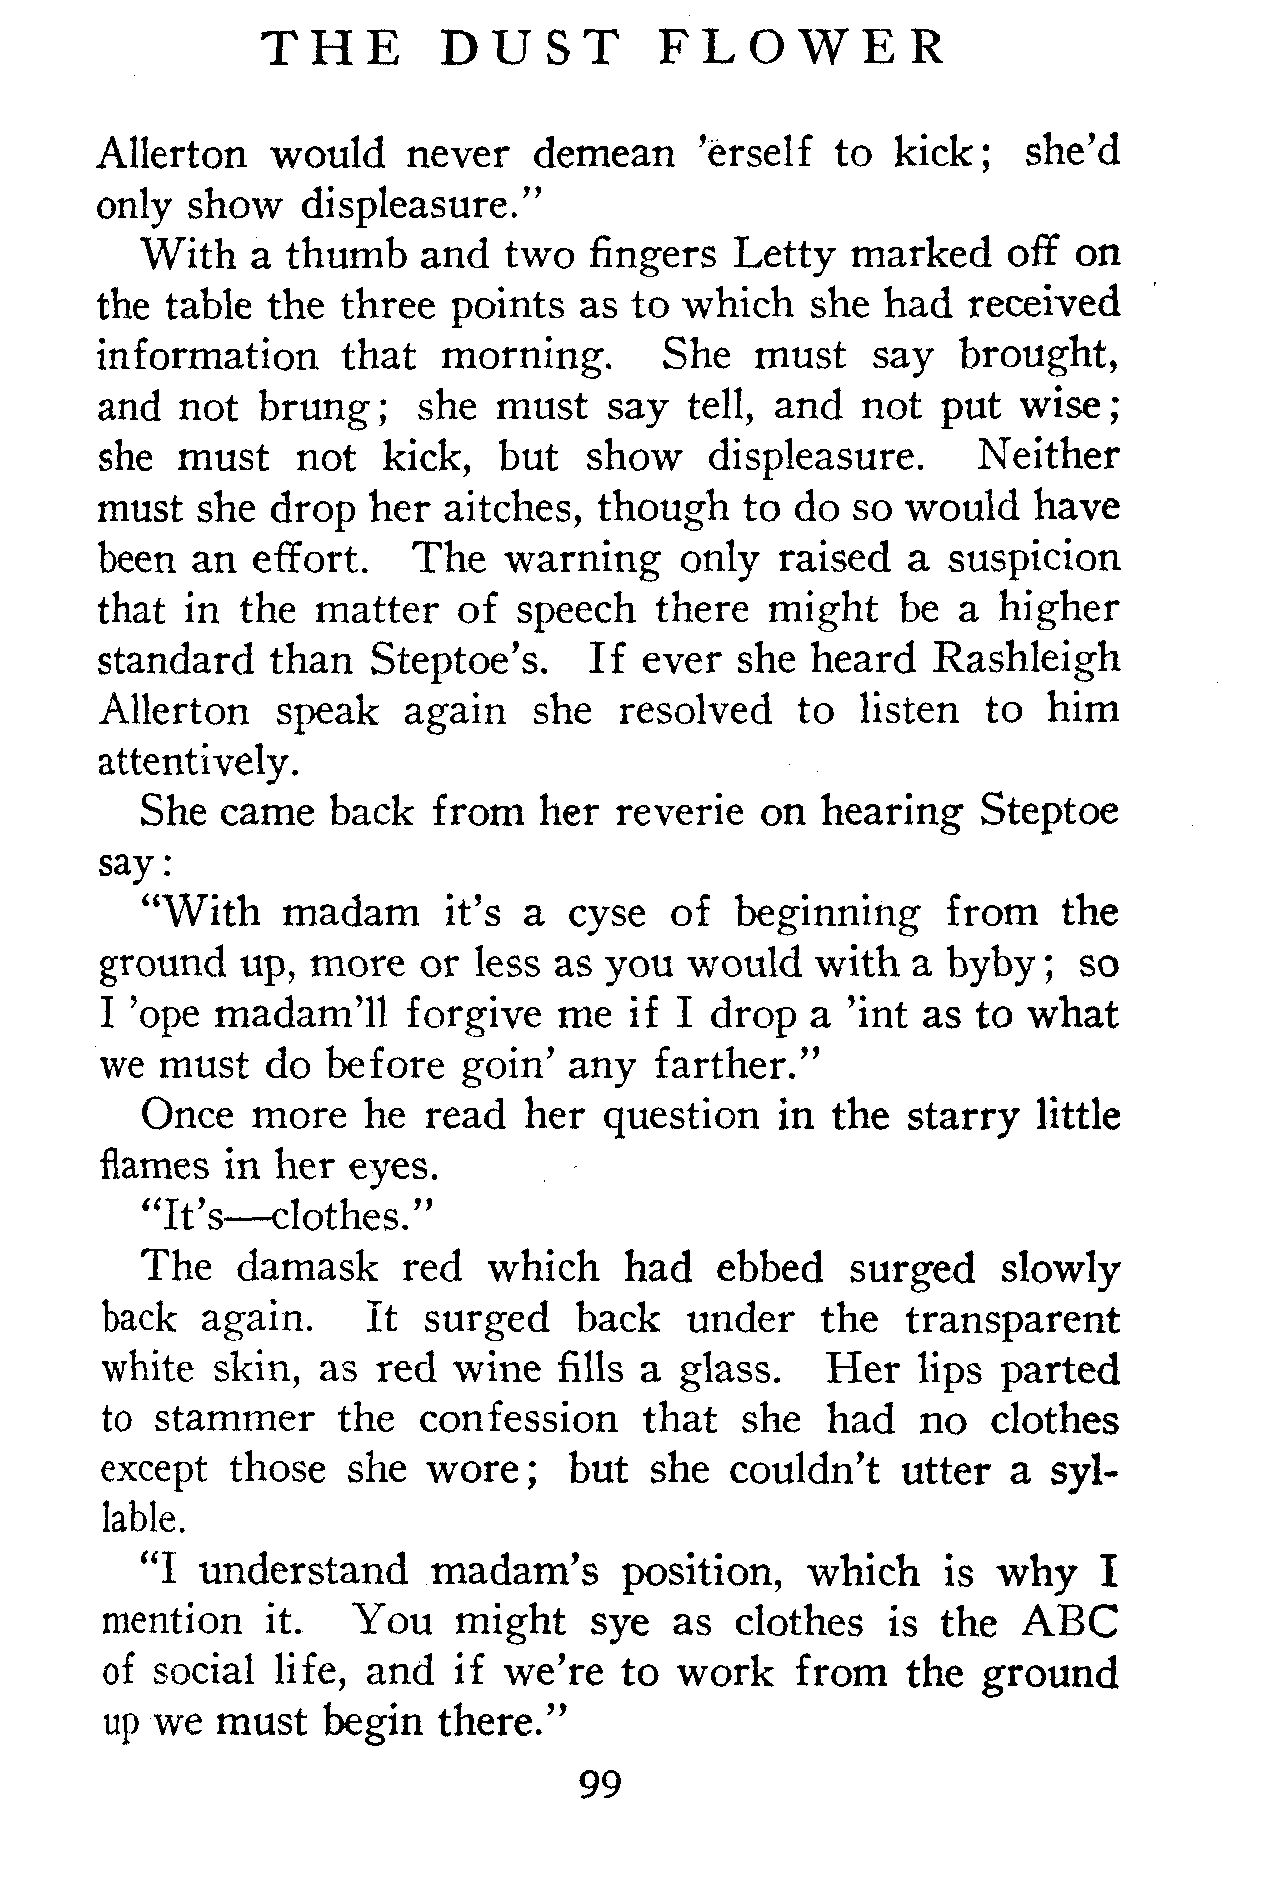 THE DUST FLOWER
Allerton would never demean 'erself to kick; she'd
only show displeasure."
With a thumb and two fingers Letty marked off on
the table the three points as to which she had received
information that morning. She must say brought,
and not brung; she must say tell, and not put wise;
she must not kick, but show displeasure. Neither
must she drop her aitches, though to do so would have
been an effort. The warning only raised a suspicion
that in the matter of speech there might be a higher
standard than Steptoe's. If ever she heard Rashleigh
Allerton speak again she resolved to listen to him
attentively.
She came back from her reverie on hearing Steptoe
say:
"With madam it's a cyse of beginning from the
ground up, more or less as you would with a byby; so
I 'ope madam'll forgive me if I drop a 'int as to what
we must do before goin' any farther."
Once more he read her question in the starry little
flames in her eyes.
"It's—clothes."
The damask red which had ebbed surged slowly
back again. It surged back under the transparent
white skin, as red wine fills a glass. Her lips parted
to stammer the confession that she had no clothes
except those she wore; but she couldn't utter a syl-
lable.
"I understand madam's position, which is why I
mention it. You might sye as clothes is the ABC
of social life, and if we're to work from the ground
up we must begin there."
99